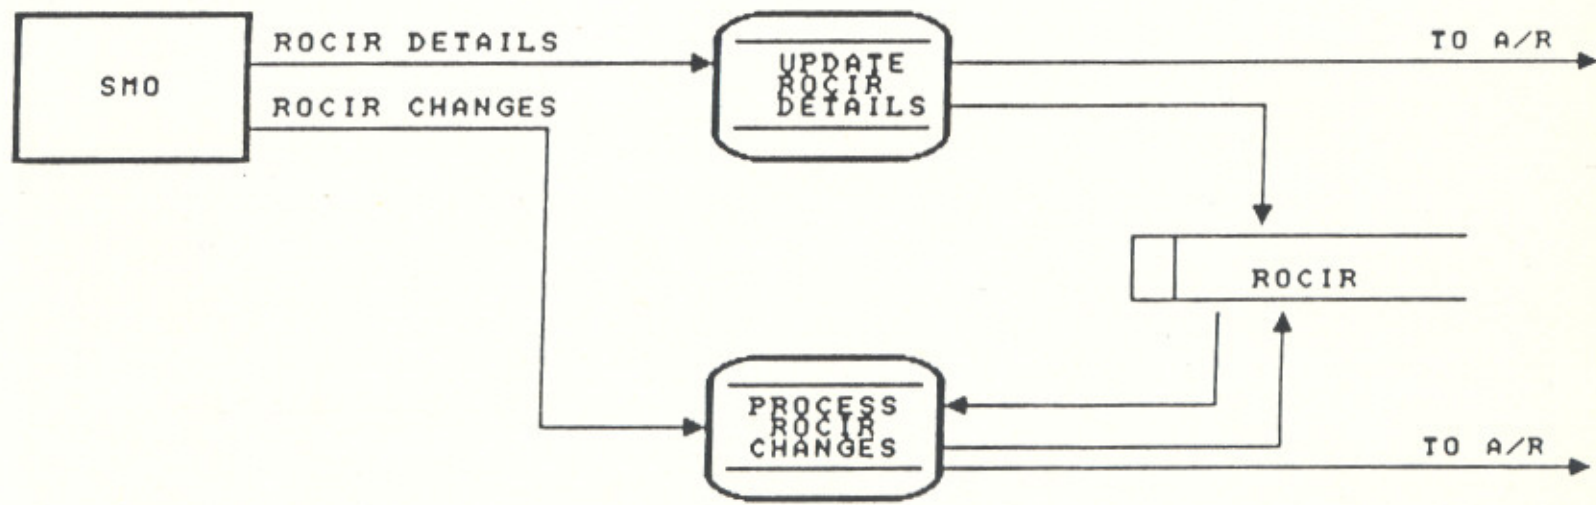 ROCIR DETAILS
TO A/R
SMO
UPDATE
ROCIR
DETAILS
ROCIR CHANGES
ROCIR
PROCESS
ROCIR
CHANGES
TO A/R